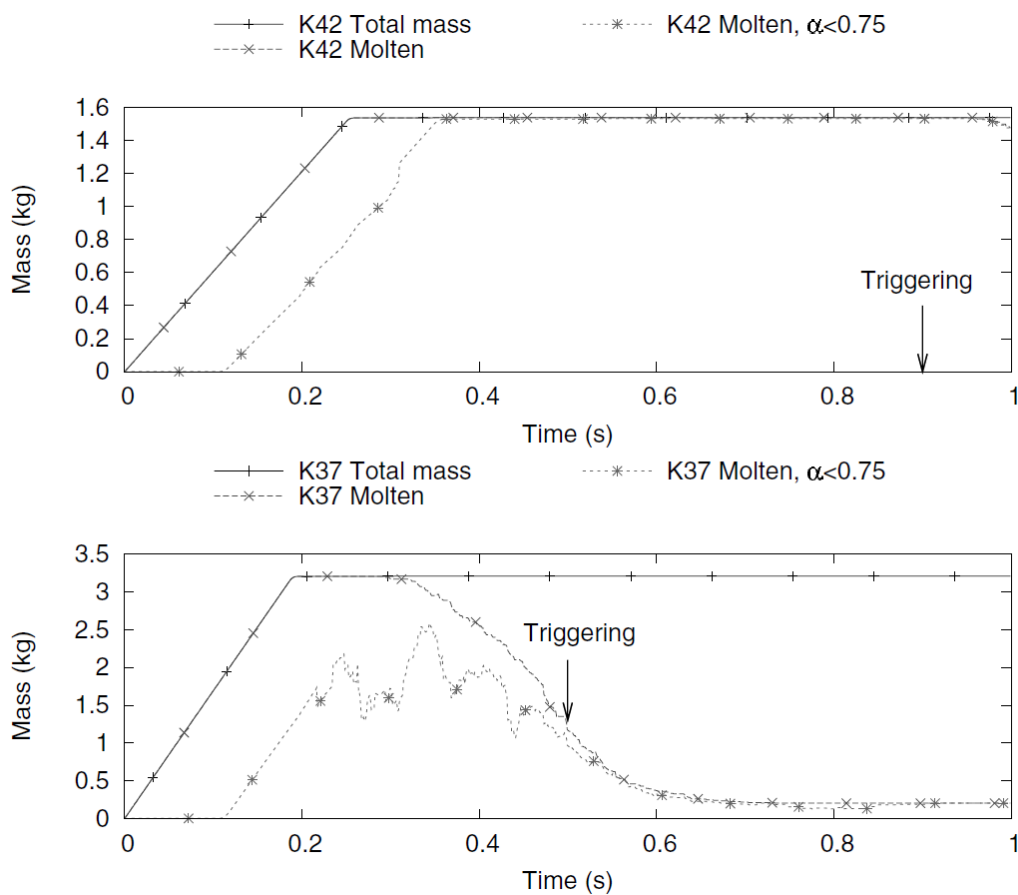 K42 Total mass
K42 Molten
K42 Molten, α<0.75
1.6
1.4
1.2
1
0.8
0.6
0.4
0.2
0
Mass (kg)
Triggering
0 0.2 0.4 0.6 0.8 1
Time (s)
K37 Total mass
K37 Molten
K37 Molten, α<0.75
3.5
3
2.5
2
1.5
1
0.5
0
Mass (kg)
Triggering
0 0.2 0.4 0.6 0.8 1
Time (s)